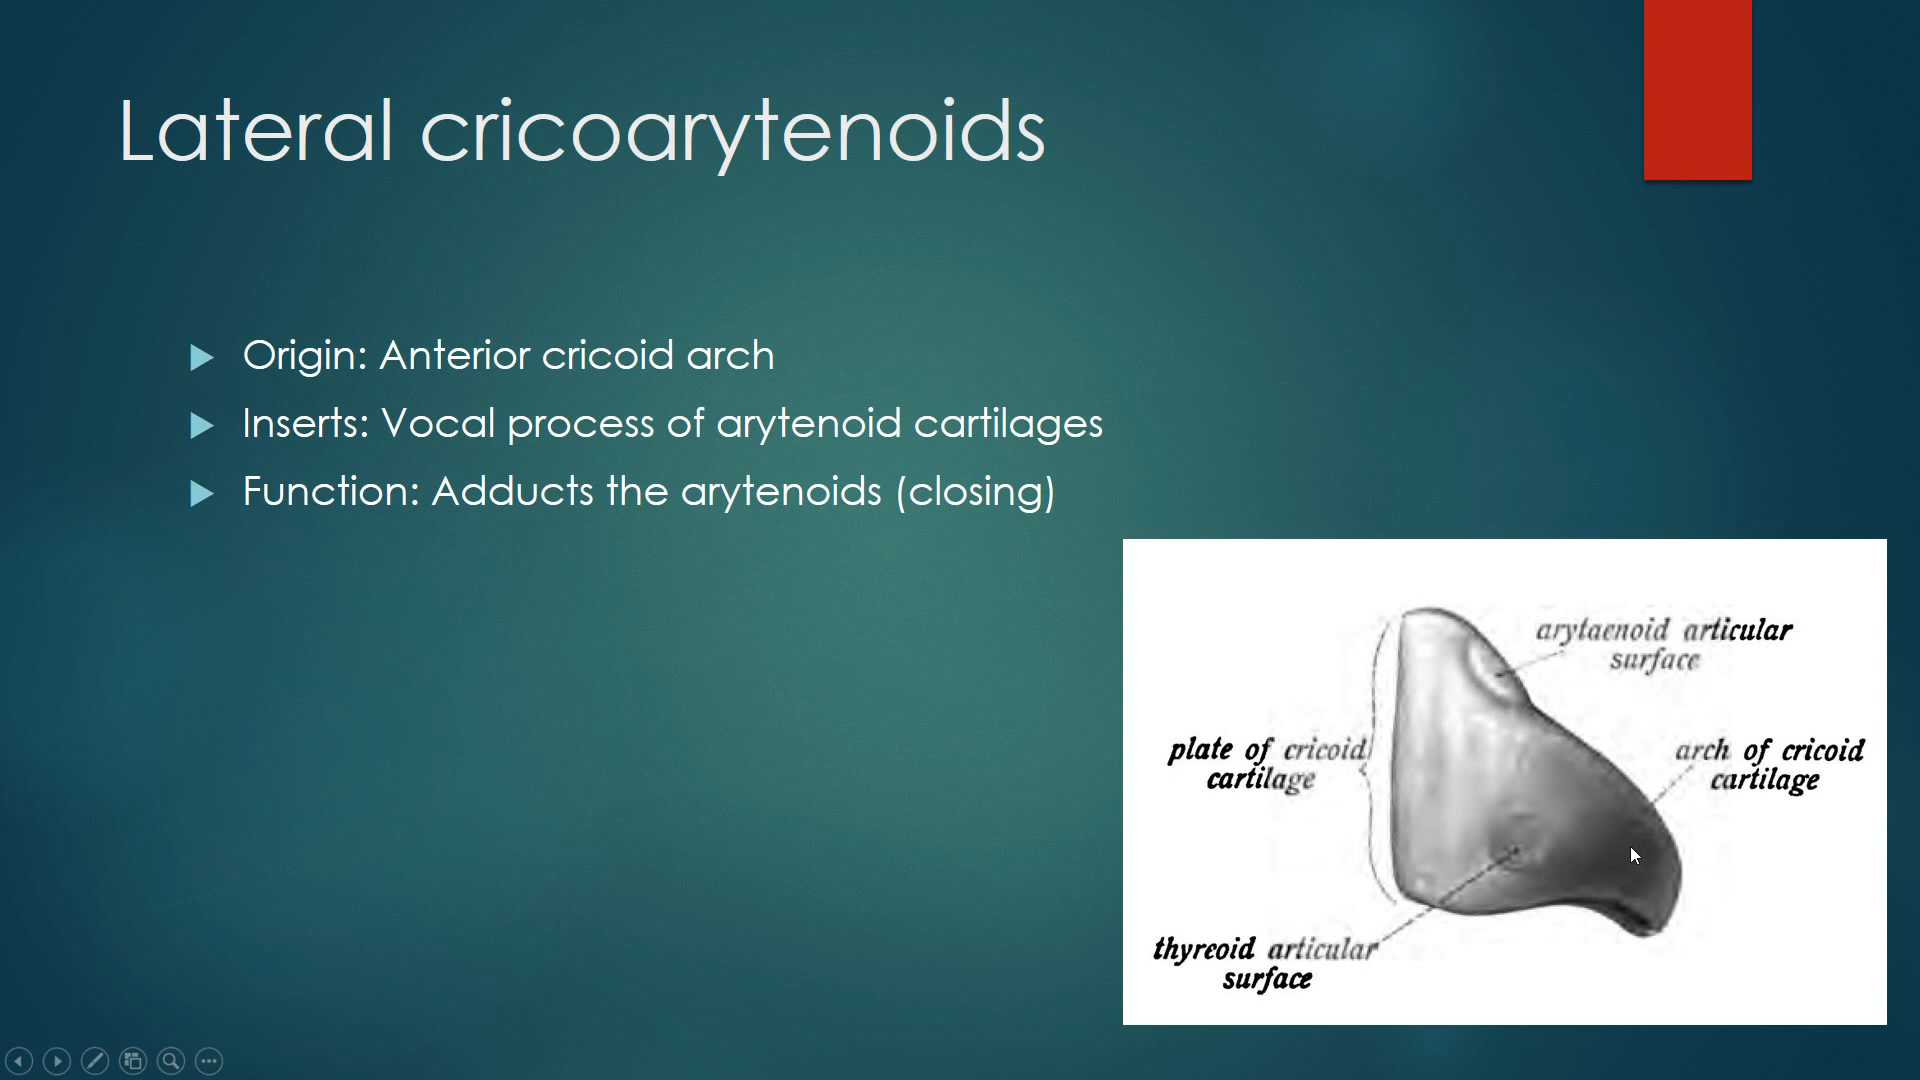 Lateral cricoarytenoids
Origin: Anterior cricoid arch
Inserts: Vocal process of arytenoid cartilages
Function: Adducts the arytenoids (closing)
arytaenoid articular
surface
plate of cricoid
cartilage
arch of cricoid
cartilage
thyreoid articular
surface